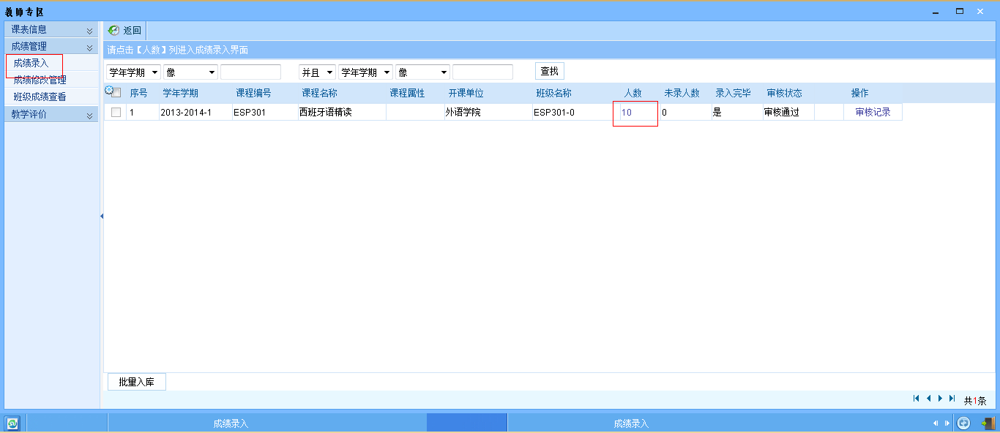 教师专区
课表信息
成绩管理
成绩录入
成绩修改管理
班级成绩查看
教学评价
返回
请点击【人数】列进入成绩录入界面
学年学期 像 并且 学年学期 像 查找
序号 学年学期 课程编号 课程名称 课程属性 开课单位 班级名称 人数 未录人数 录入完毕 审核状态 操作
1 2013-2014-1 ESP301 西班牙语精读 外语学院 ESP301-0 10 0 是 审核通过 审核记录
批量入库
共1条
成绩录入 成绩录入